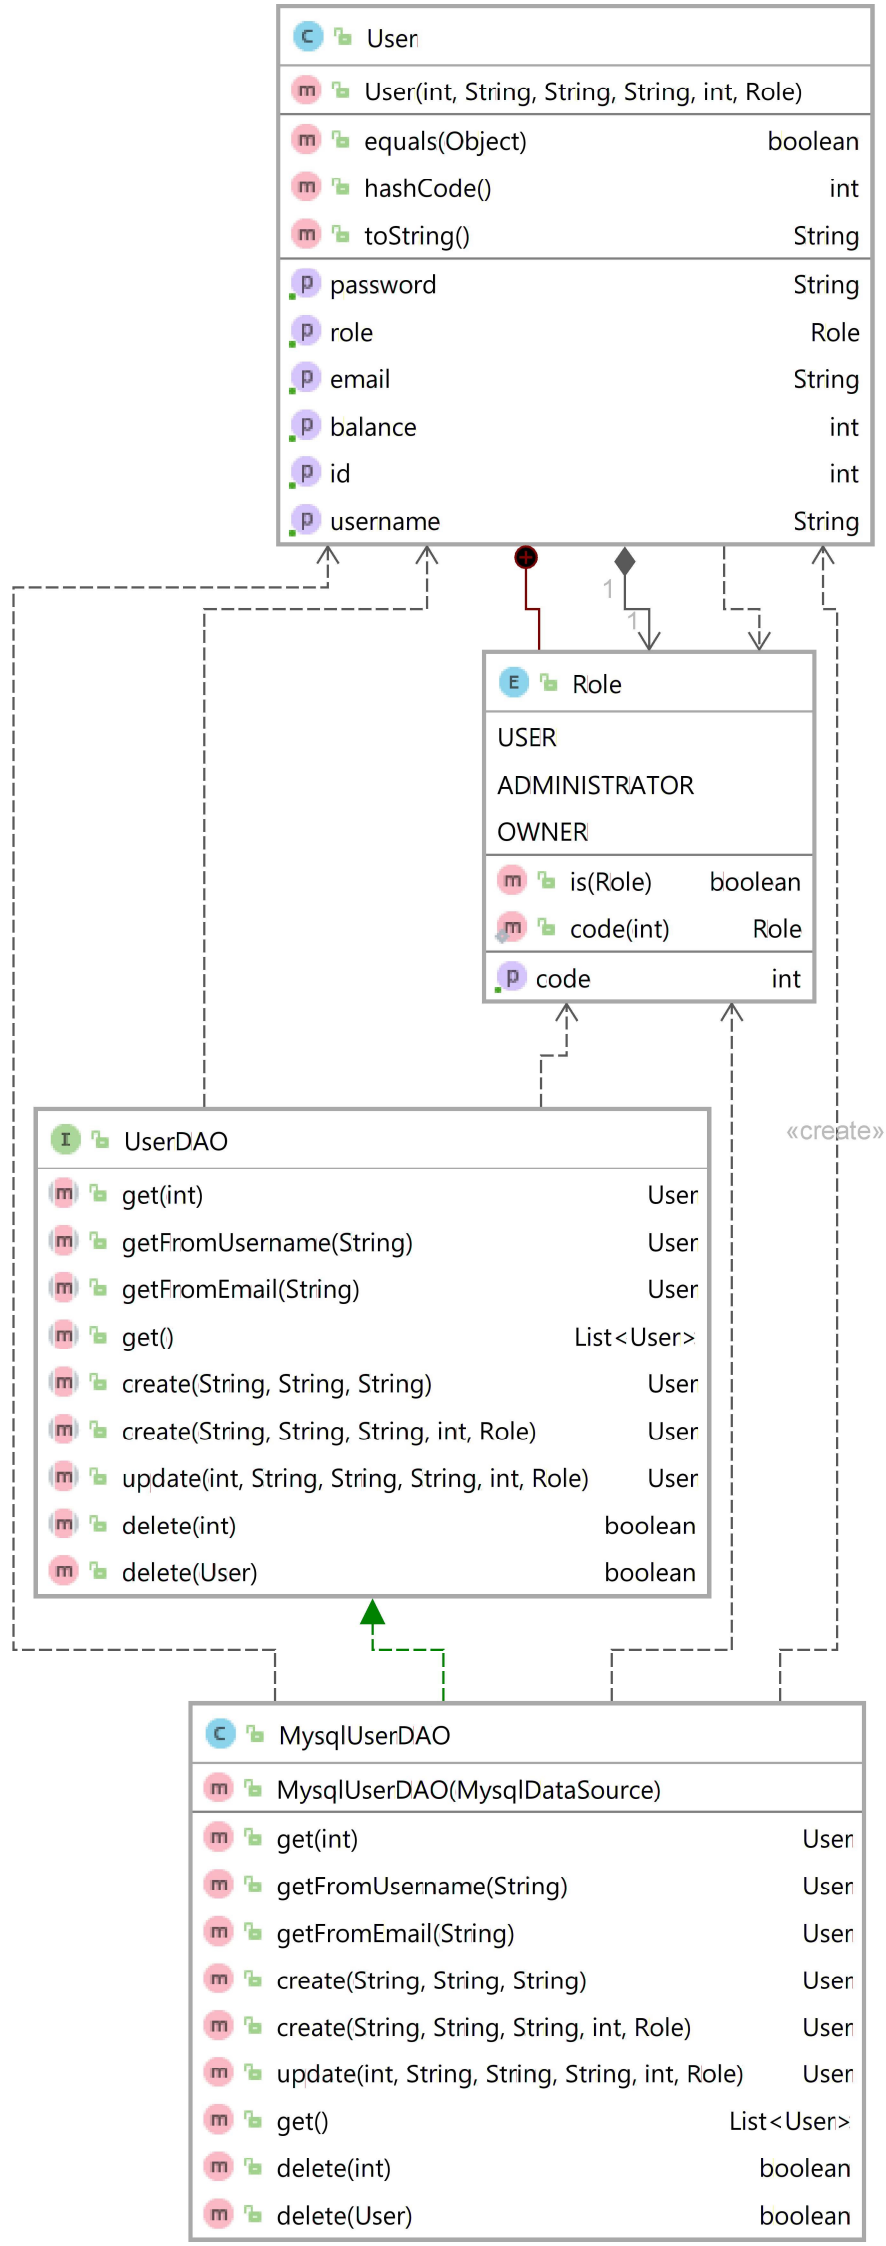 C User
m User(int, String, String, String, int, Role)
m equals(Object) boolean
m hashCode() int
m toString() String
p password String
p role Role
p email String
p balance int
p id int
p username String
1
1
E Role
USER
ADMINISTRATOR
OWNER
m is(Role) boolean
m code(int) Role
p code int
«create»
I UserDAO
m get(int) User
m getFromUsername(String) User
m getFromEmail(String) User
m get() List<User>
m create(String, String, String) User
m create(String, String, String, int, Role) User
m update(int, String, String, String, int, Role) User
m delete(int) boolean
m delete(User) boolean
C MysqlUserDAO
m MysqlUserDAO(MysqlDataSource)
m get(int) User
m getFromUsername(String) User
m getFromEmail(String) User
m create(String, String, String) User
m create(String, String, String, int, Role) User
m update(int, String, String, String, int, Role) User
m get() List<User>
m delete(int) boolean
m delete(User) boolean